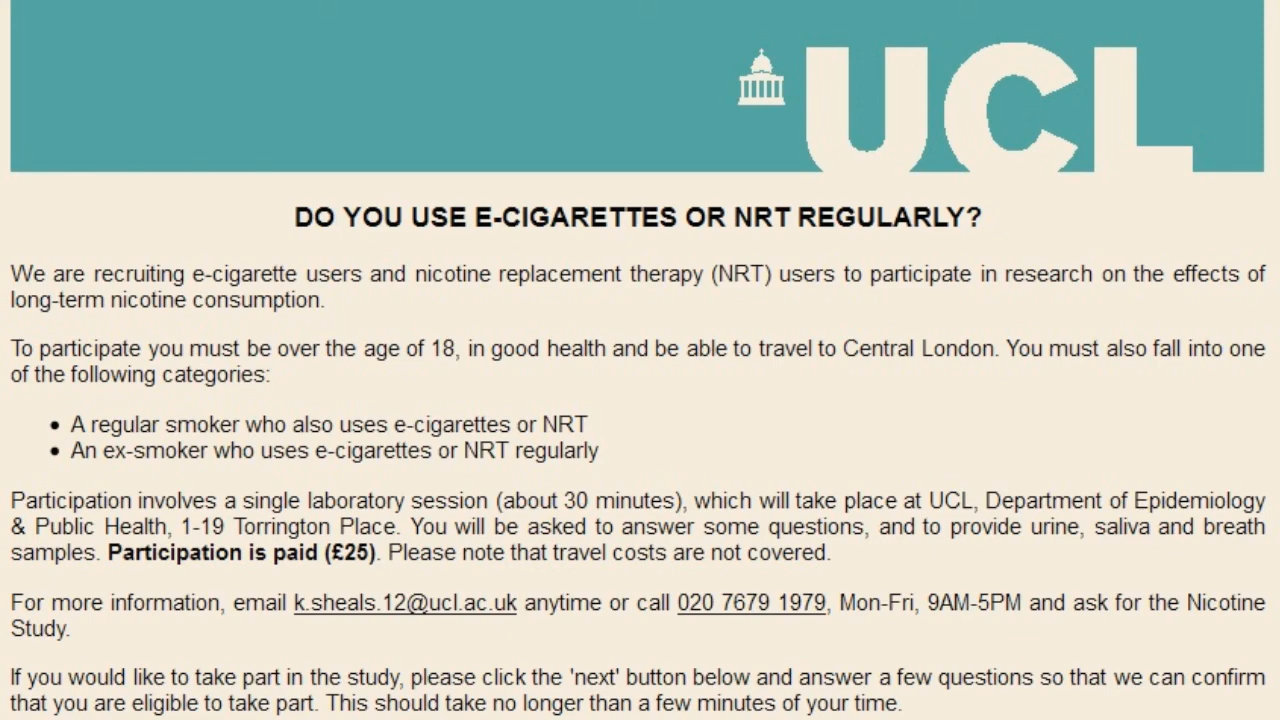 UCL
DO YOU USE E-CIGARETTES OR NRT REGULARLY?
We are recruiting e-cigarette users and nicotine replacement therapy (NRT) users to participate in research on the effects of
long-term nicotine consumption.
To participate you must be over the age of 18, in good health and be able to travel to Central London. You must also fall into one
of the following categories:
• A regular smoker who also uses e-cigarettes or NRT
• An ex-smoker who uses e-cigarettes or NRT regularly
Participation involves a single laboratory session (about 30 minutes), which will take place at UCL, Department of Epidemiology
& Public Health, 1-19 Torrington Place. You will be asked to answer some questions, and to provide urine, saliva and breath
samples. Participation is paid (£25). Please note that travel costs are not covered.
For more information, email k.sheals.12@ucl.ac.uk anytime or call 020 7679 1979, Mon-Fri, 9AM-5PM and ask for the Nicotine
Study.
If you would like to take part in the study, please click the 'next' button below and answer a few questions so that we can confirm
that you are eligible to take part. This should take no longer than a few minutes of your time.